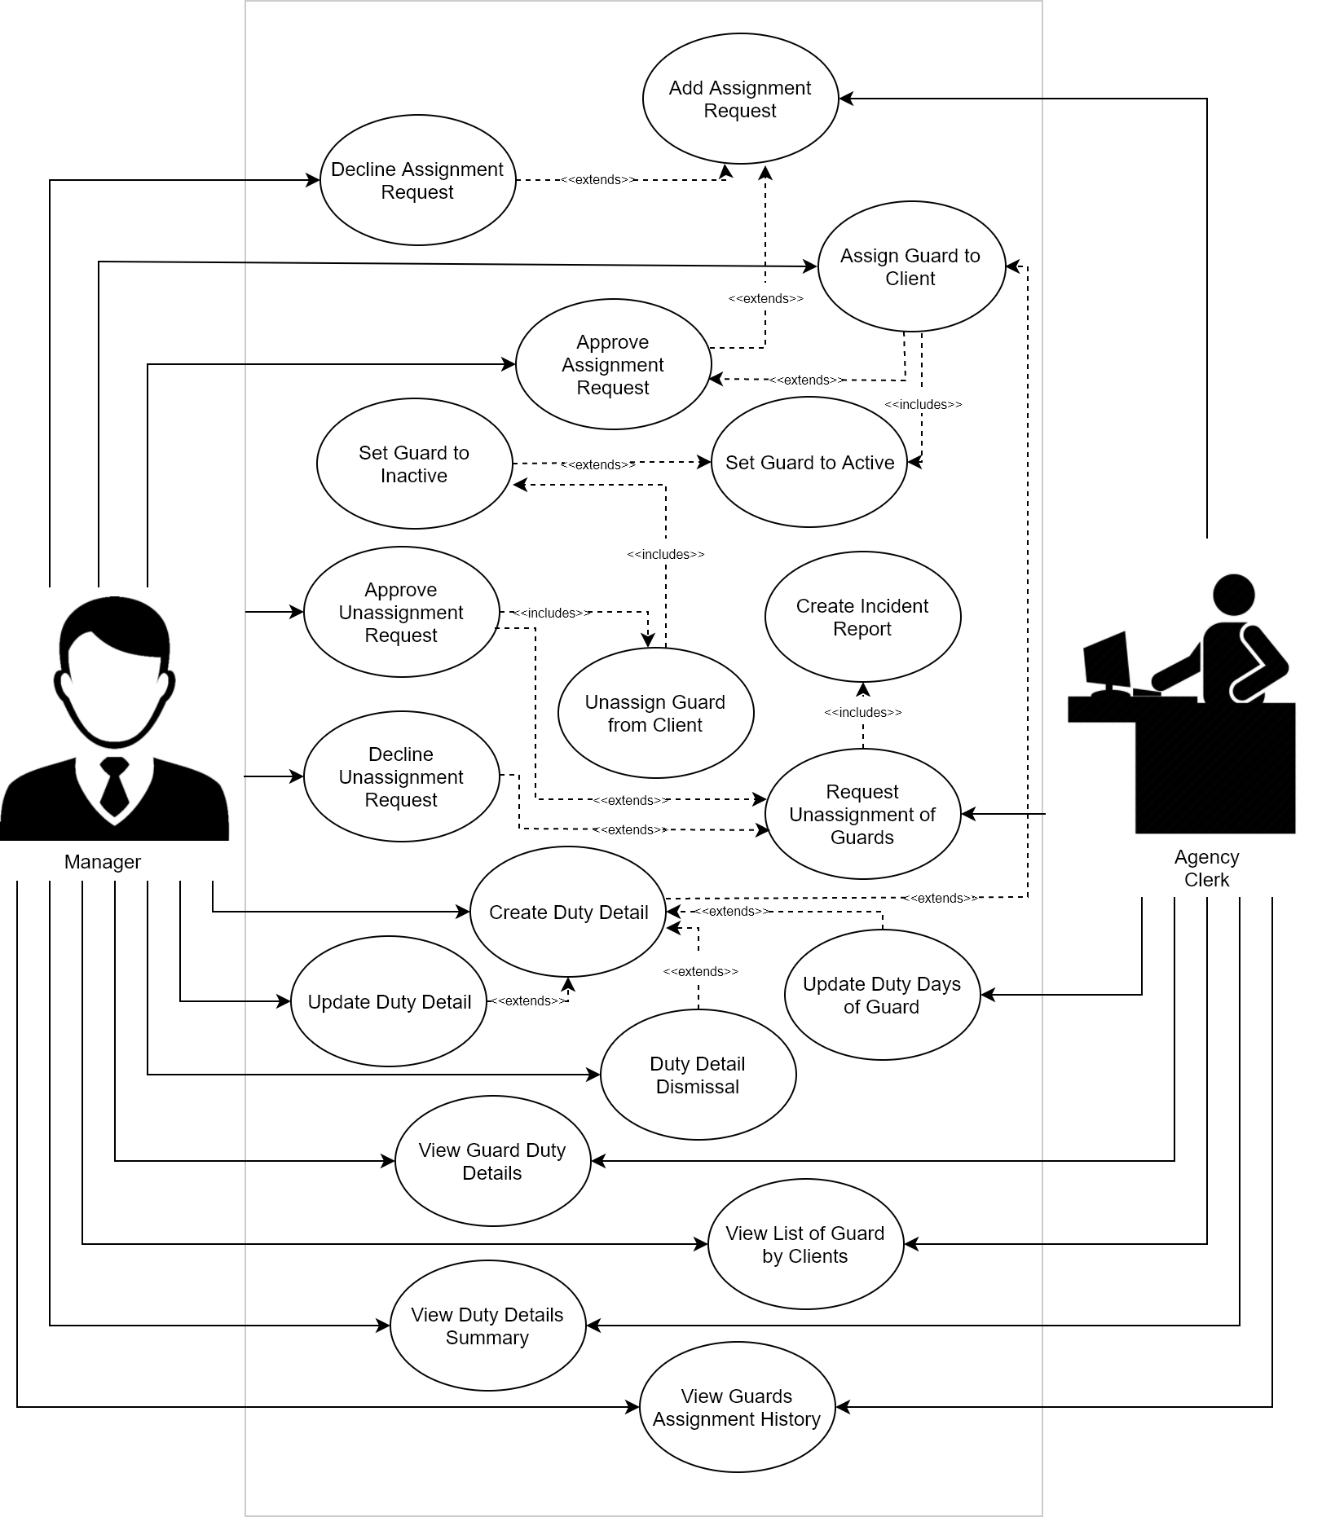 Add Assignment
Request
Decline Assignment
Request
<<extends>>
Assign Guard to
Client
<<extends>>
Approve
Assignment
Request
<<extends>>
<<includes>>
Set Guard to
Inactive
<<extends>>
Set Guard to Active
<<includes>>
Approve
Unassignment
Request
<<includes>>
Create Incident
Report
Unassign Guard
from Client
<<includes>>
Decline
Unassignment
Request
<<extends>>
<<extends>>
Request
Unassignment of
Guards
Manager
Agency
Clerk
Create Duty Detail
<<extends>>
<<extends>>
<<extends>>
Update Duty Detail
<<extends>>
Update Duty Days
of Guard
Duty Detail
Dismissal
View Guard Duty
Details
View List of Guard
by Clients
View Duty Details
Summary
View Guards
Assignment History